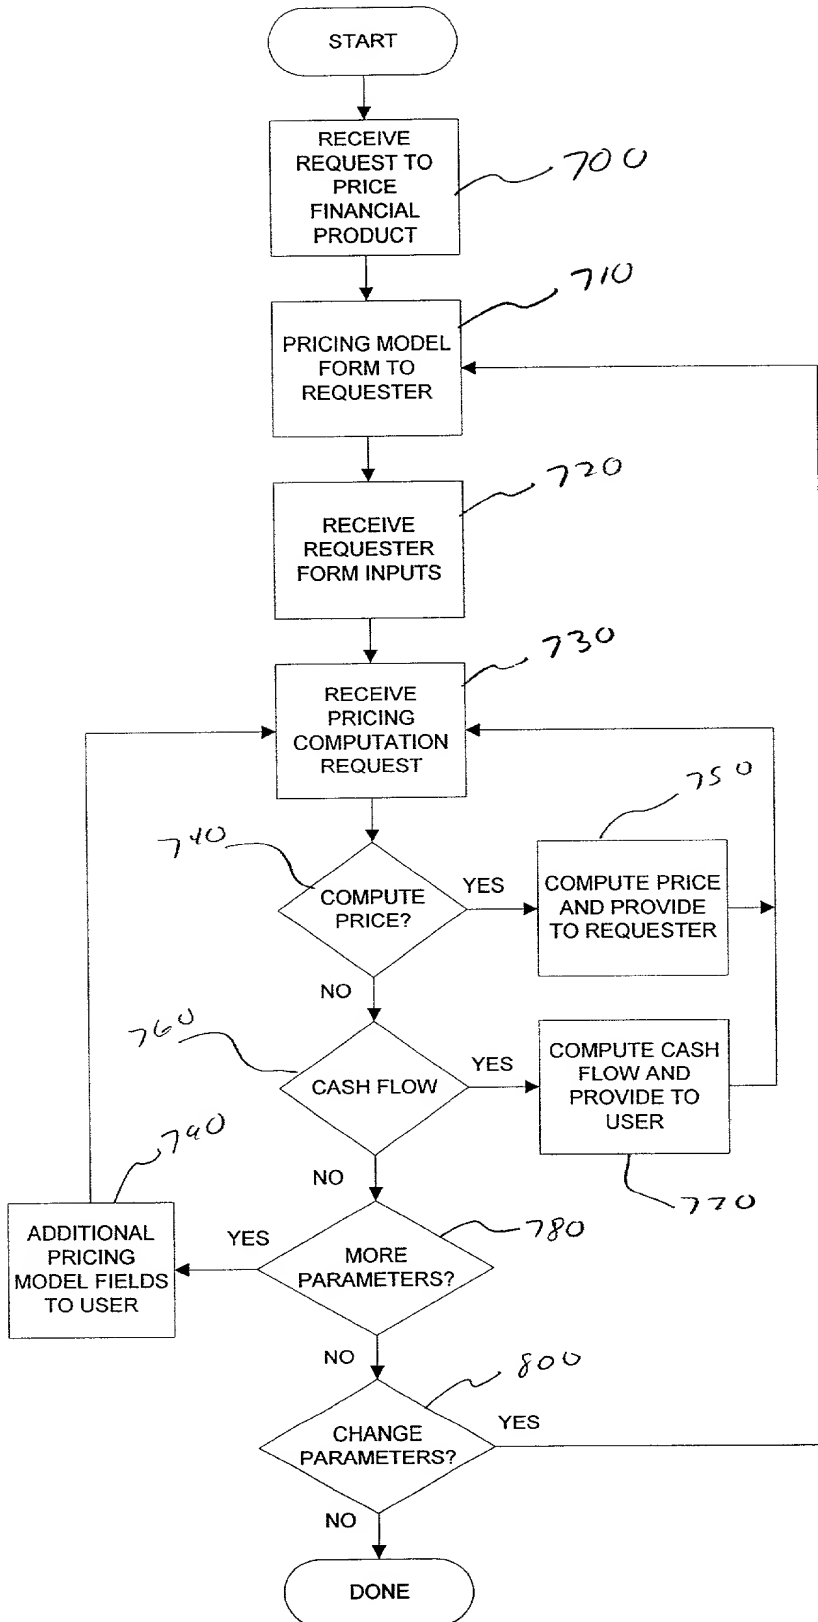 START
RECEIVE
REQUEST TO
PRICE
FINANCIAL
PRODUCT
700
710
PRICING MODEL
FORM TO
REQUESTER
720
RECEIVE
REQUESTER
FORM INPUTS
730
RECEIVE
PRICING
COMPUTATION
REQUEST
740
COMPUTE
PRICE?
YES
750
COMPUTE PRICE
AND PROVIDE
TO REQUESTER
NO
760
CASH FLOW
YES
COMPUTE CASH
FLOW AND
PROVIDE TO
USER
770
NO
790
ADDITIONAL
PRICING
MODEL FIELDS
TO USER
YES
MORE
PARAMETERS?
780
NO
800
CHANGE
PARAMETERS?
YES
NO
DONE